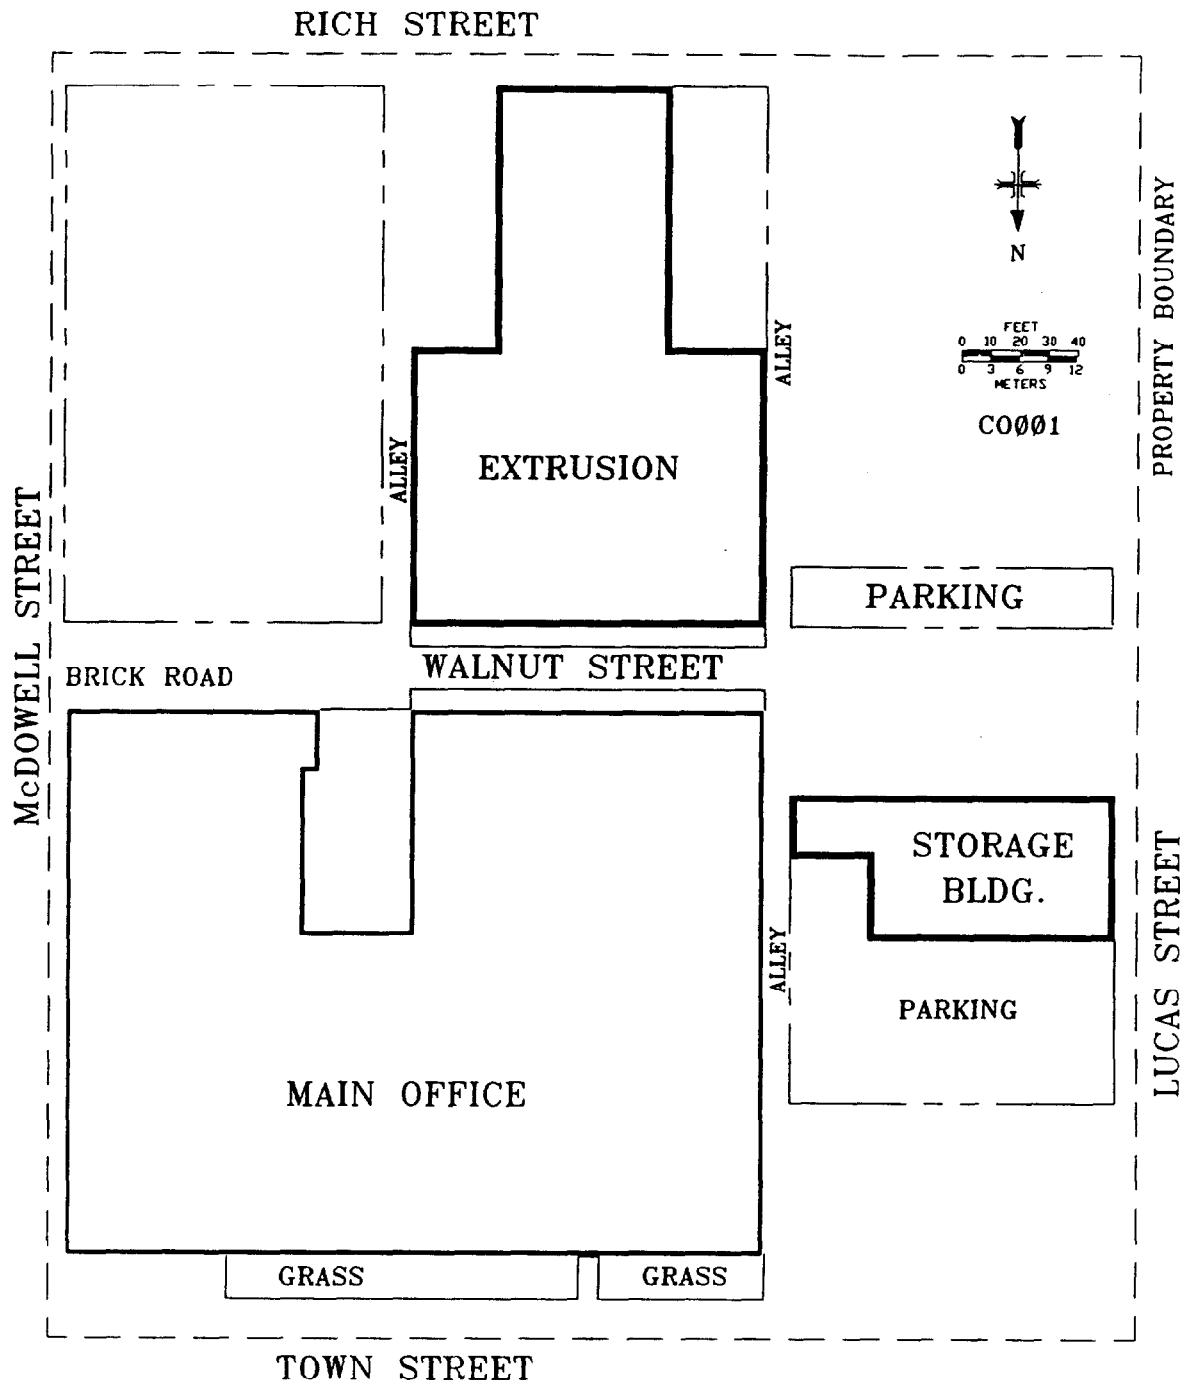 RICH STREET
N
FEET
0 10 20 30 40
0 3 6 9 12
METERS
COØØ1
PROPERTY BOUNDARY
ALLEY
ALLEY
EXTRUSION
McDOWELL STREET
PARKING
WALNUT STREET
BRICK ROAD
STORAGE
BLDG.
LUCAS STREET
ALLEY
PARKING
MAIN OFFICE
GRASS
GRASS
TOWN STREET